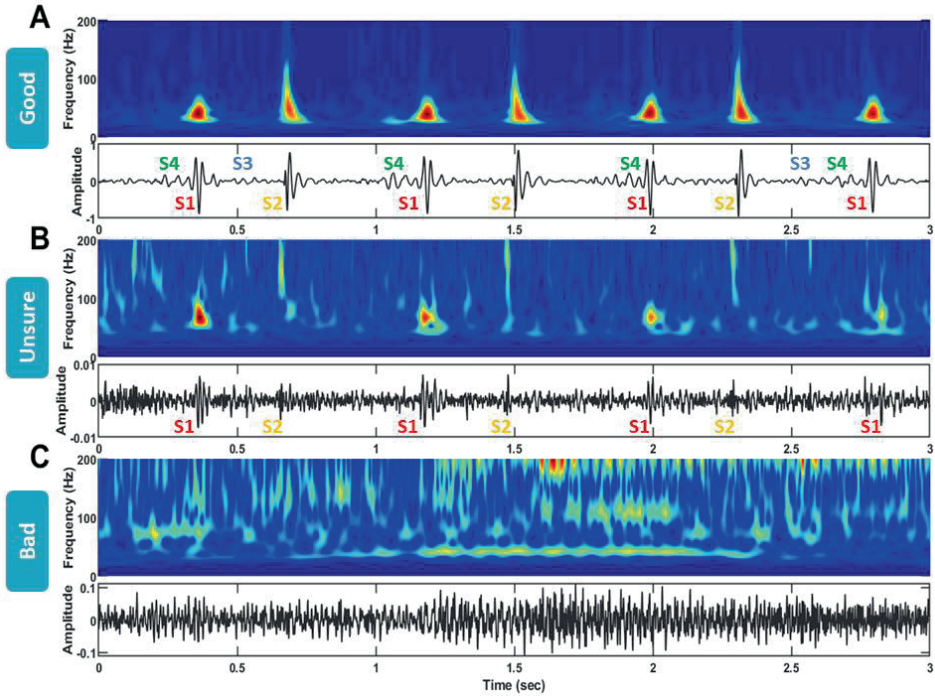 A
Good
Frequency (Hz)
200
100
0
Amplitude
1
0
-1
S4 S3 S4 S4 S3 S4
S1 S2 S1 S2 S1 S2 S1
0 0.5 1 1.5 2 2.5 3
B
Unsure
Frequency (Hz)
200
100
0
Amplitude
0.01
0
-0.01
S1 S2 S1 S2 S1 S2 S1
0 0.5 1 1.5 2 2.5 3
C
Bad
Frequency (Hz)
200
100
0
Amplitude
0.1
0
-0.1
0 0.5 1 1.5 2 2.5 3
Time (sec)